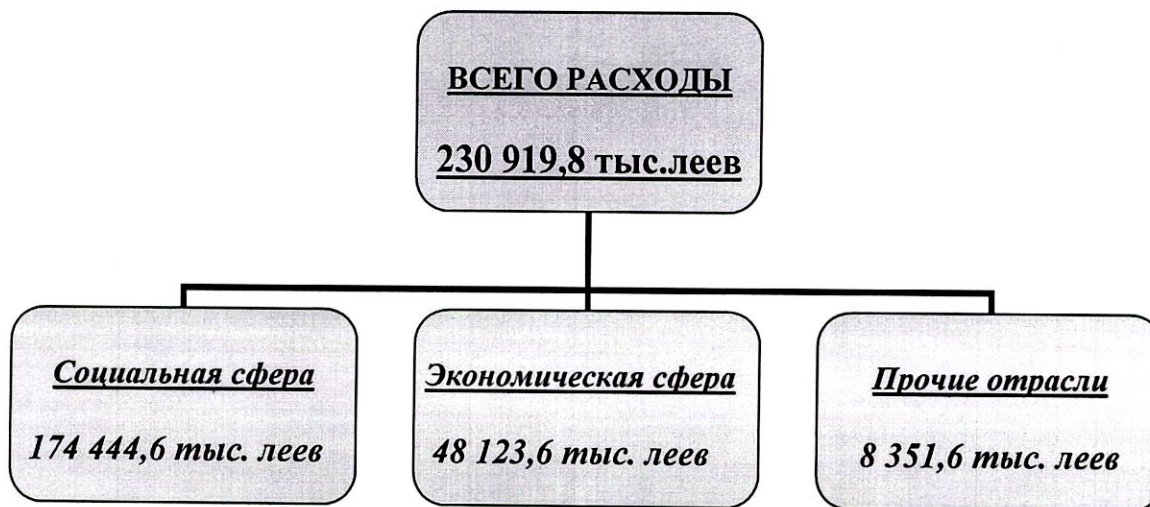 ВСЕГО РАСХОДЫ
230 919,8 тыс.леев
Социальная сфера
174 444,6 тыс. леев
Экономическая сфера
48 123,6 тыс. леев
Прочие отрасли
8 351,6 тыс. леев